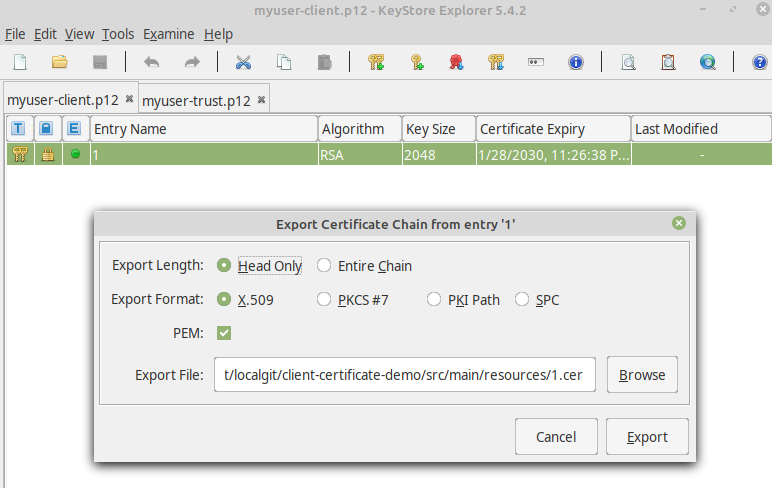 myuser-client.p12 - KeyStore Explorer 5.4.2
File Edit View Tools Examine Help
myuser-client.p12 myuser-trust.p12
T E Entry Name Algorithm Key Size Certificate Expiry Last Modified
1 RSA 2048 1/28/2030, 11:26:38 P... -
Export Certificate Chain from entry '1'
Export Length: Head Only Entire Chain
Export Format: X.509 PKCS #7 PKI Path SPC
PEM:
Export File: t/localgit/client-certificate-demo/src/main/resources/1.cer Browse
Cancel Export